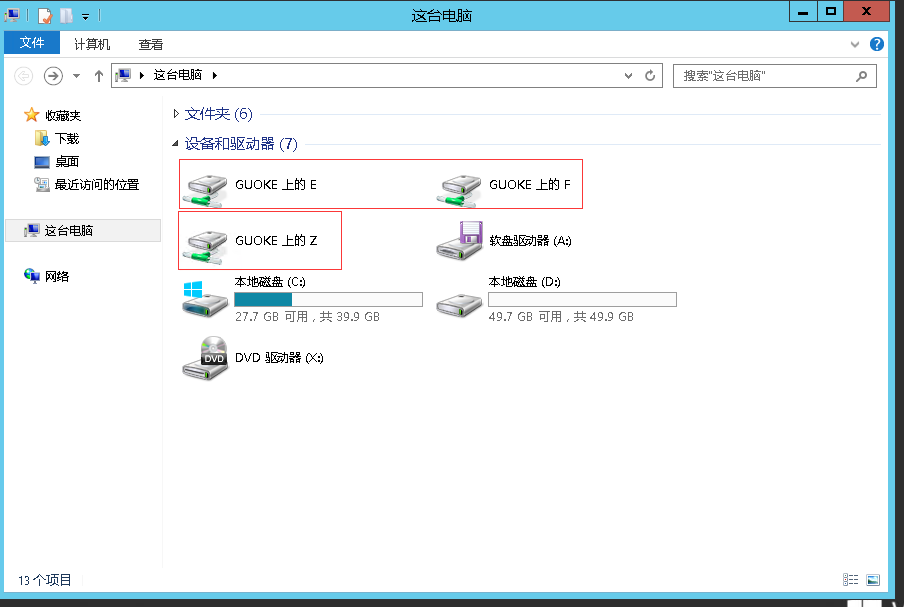 这台电脑
文件 计算机 查看
这台电脑 搜索"这台电脑"
收藏夹
下载
桌面
最近访问的位置
这台电脑
网络
文件夹 (6)
设备和驱动器 (7)
GUOKE 上的 E GUOKE 上的 F
GUOKE 上的 Z 软盘驱动器 (A:)
本地磁盘 (C:) 本地磁盘 (D:)
27.7 GB 可用，共 39.9 GB 49.7 GB 可用，共 49.9 GB
DVD DVD 驱动器 (X:)
13 个项目